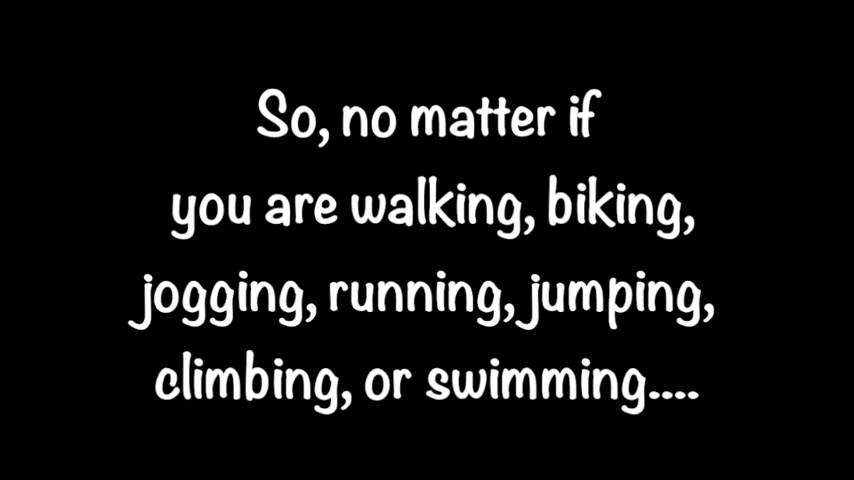 So, no matter if
you are walking, biking,
jogging, running, jumping,
climbing, or swimming....